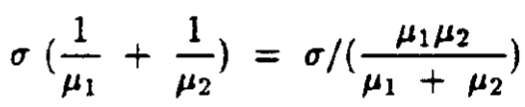 σ (1/μ₁ + 1/μ₂) = σ/(μ₁μ₂/μ₁ + μ₂)